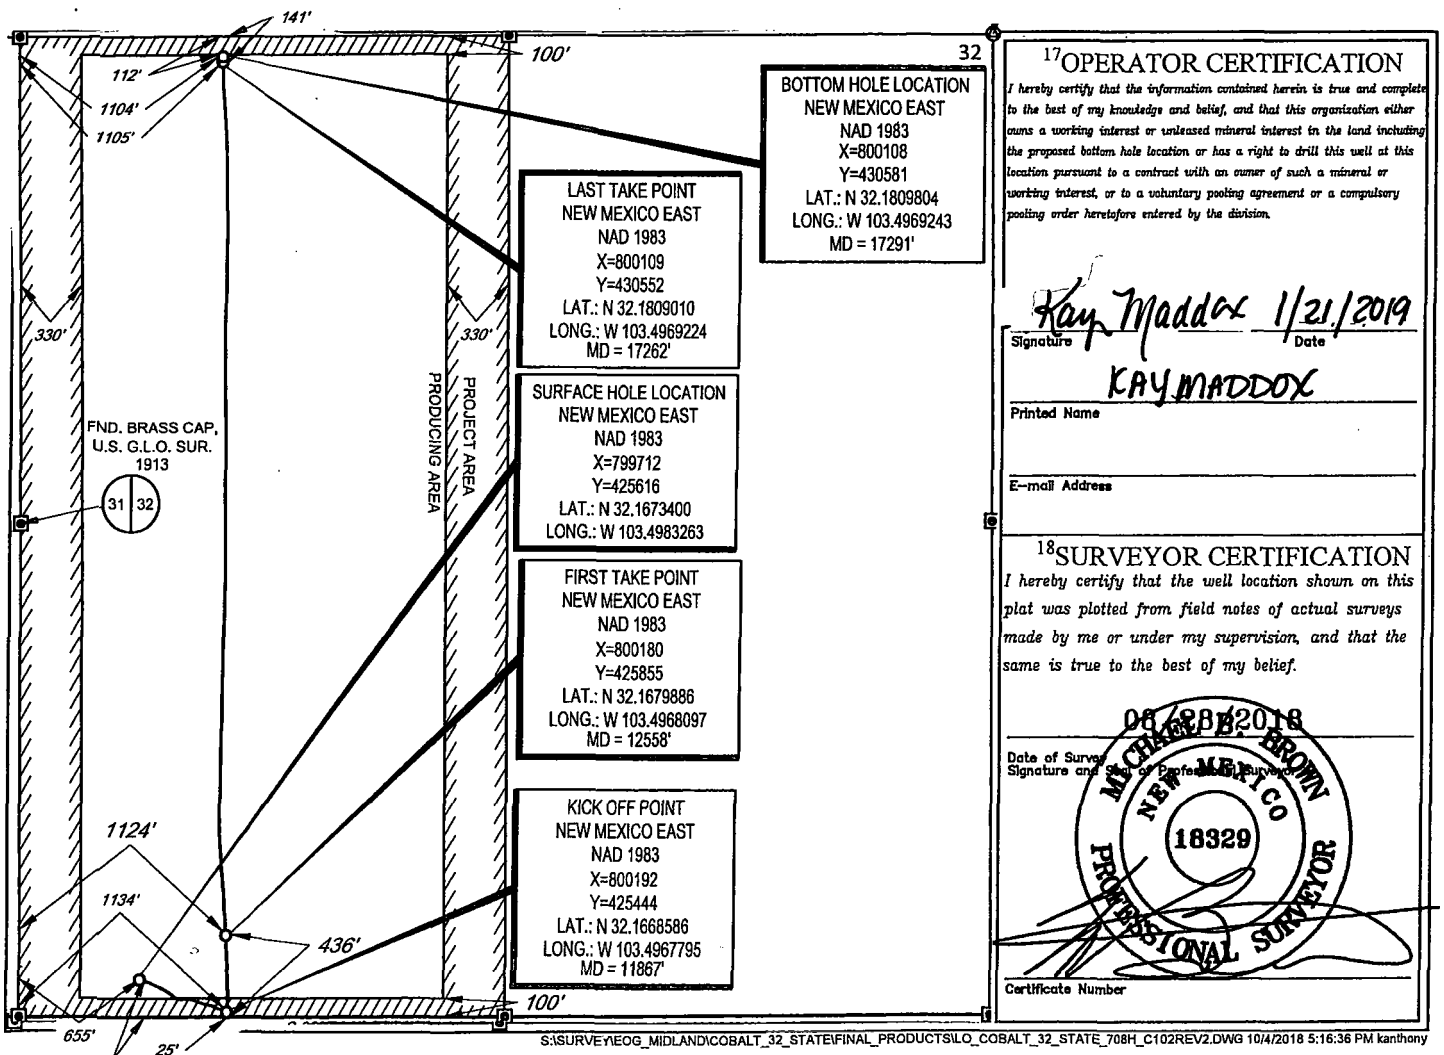 141'
100'
112'
1104'
1105'
32
330'
330'
PRODUCING AREA
PROJECT AREA
FND. BRASS CAP,
U.S. G.L.O. SUR.
1913
31 32
1124'
1134'
436'
100'
655'
25'
BOTTOM HOLE LOCATION
NEW MEXICO EAST
NAD 1983
X=800108
Y=430581
LAT.: N 32.1809804
LONG.: W 103.4969243
MD = 17291'
LAST TAKE POINT
NEW MEXICO EAST
NAD 1983
X=800109
Y=430552
LAT.: N 32.1809010
LONG.: W 103.4969224
MD = 17262'
SURFACE HOLE LOCATION
NEW MEXICO EAST
NAD 1983
X=799712
Y=425616
LAT.: N 32.1673400
LONG.: W 103.4983263
FIRST TAKE POINT
NEW MEXICO EAST
NAD 1983
X=800180
Y=425855
LAT.: N 32.1679886
LONG.: W 103.4968097
MD = 12558'
KICK OFF POINT
NEW MEXICO EAST
NAD 1983
X=800192
Y=425444
LAT.: N 32.1668586
LONG.: W 103.4967795
MD = 11867'
17OPERATOR CERTIFICATION
I hereby certify that the information contained herein is true and complete
to the best of my knowledge and belief, and that this organization either
owns a working interest or unleased mineral interest in the land including
the proposed bottom hole location or has a right to drill this well at this
location pursuant to a contract with an owner of such a mineral or
working interest, or to a voluntary pooling agreement or a compulsory
pooling order heretofore entered by the division.
Kay Maddox 1/21/2019
Signature Date
KAY MADDOX
Printed Name
E-mail Address
18SURVEYOR CERTIFICATION
I hereby certify that the well location shown on this
plat was plotted from field notes of actual surveys
made by me or under my supervision, and that the
same is true to the best of my belief.
Date of Survey
Signature and Seal of Professional Surveyor
MICHAEL B. BROWN
NEW MEXICO
18329
PROFESSIONAL SURVEYOR
Certificate Number
S:\SURVEY\EOG_MIDLAND\COBALT_32_STATE\FINAL_PRODUCTS\LO_COBALT_32_STATE_708H_C102REV2.DWG 10/4/2018 5:16:36 PM kanthony